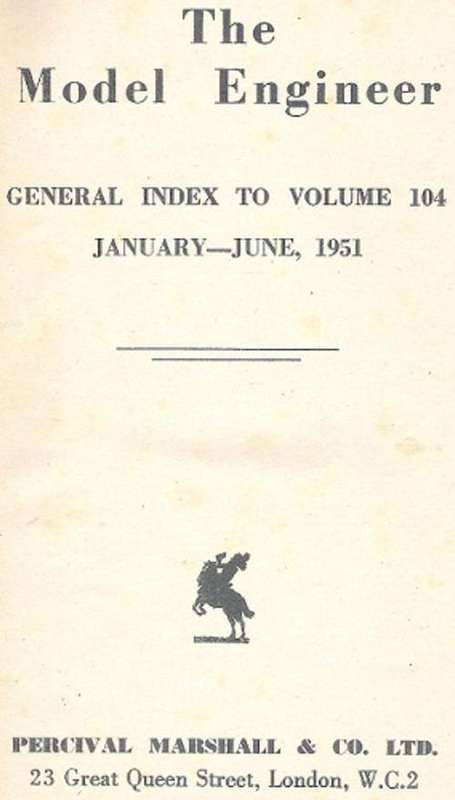 The
Model Engineer
GENERAL INDEX TO VOLUME 104
JANUARY—JUNE, 1951
PERCIVAL MARSHALL & CO. LTD.
23 Great Queen Street, London, W.C.2